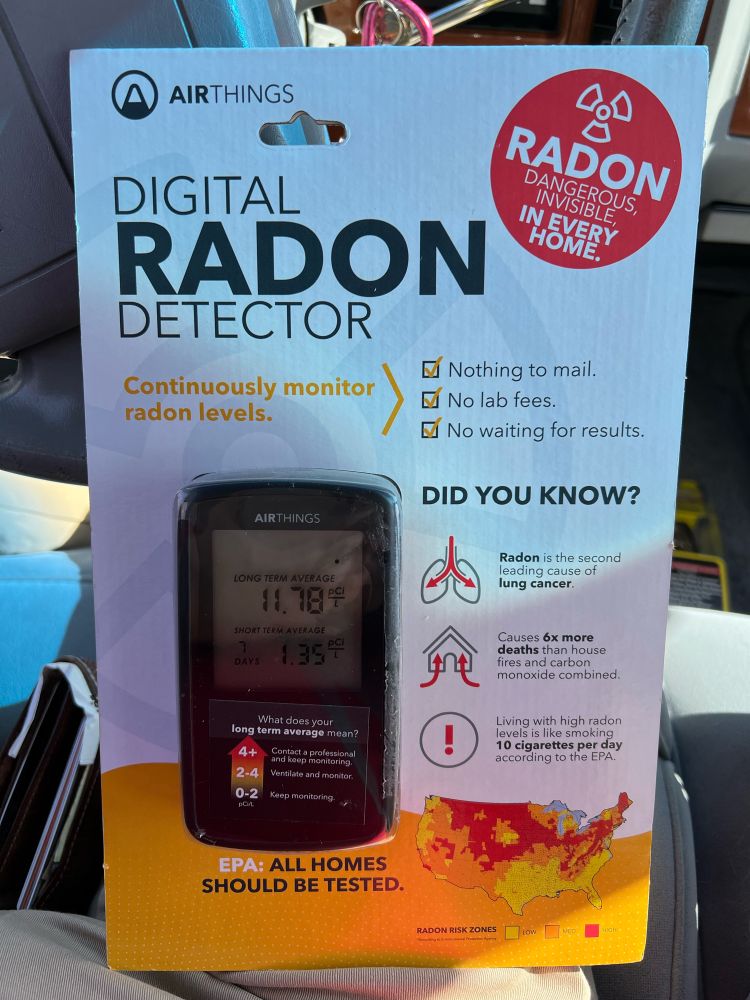 AIRTHINGS
RADON
DANGEROUS,
INVISIBLE,
IN EVERY
HOME.
DIGITAL
RADON
DETECTOR
Continuously monitor
radon levels.
Nothing to mail.
No lab fees.
No waiting for results.
AIRTHINGS
LONG TERM AVERAGE
11.78 pCi/L
SHORT TERM AVERAGE
7
DAYS 1.35 pCi/L
What does your
long term average mean?
4+ Contact a professional
and keep monitoring.
2-4 Ventilate and monitor.
0-2 Keep monitoring.
pCi/L
DID YOU KNOW?
Radon is the second
leading cause of
lung cancer.
Causes 6x more
deaths than house
fires and carbon
monoxide combined.
Living with high radon
levels is like smoking
10 cigarettes per day
according to the EPA.
EPA: ALL HOMES
SHOULD BE TESTED.
RADON RISK ZONES LOW MED HIGH